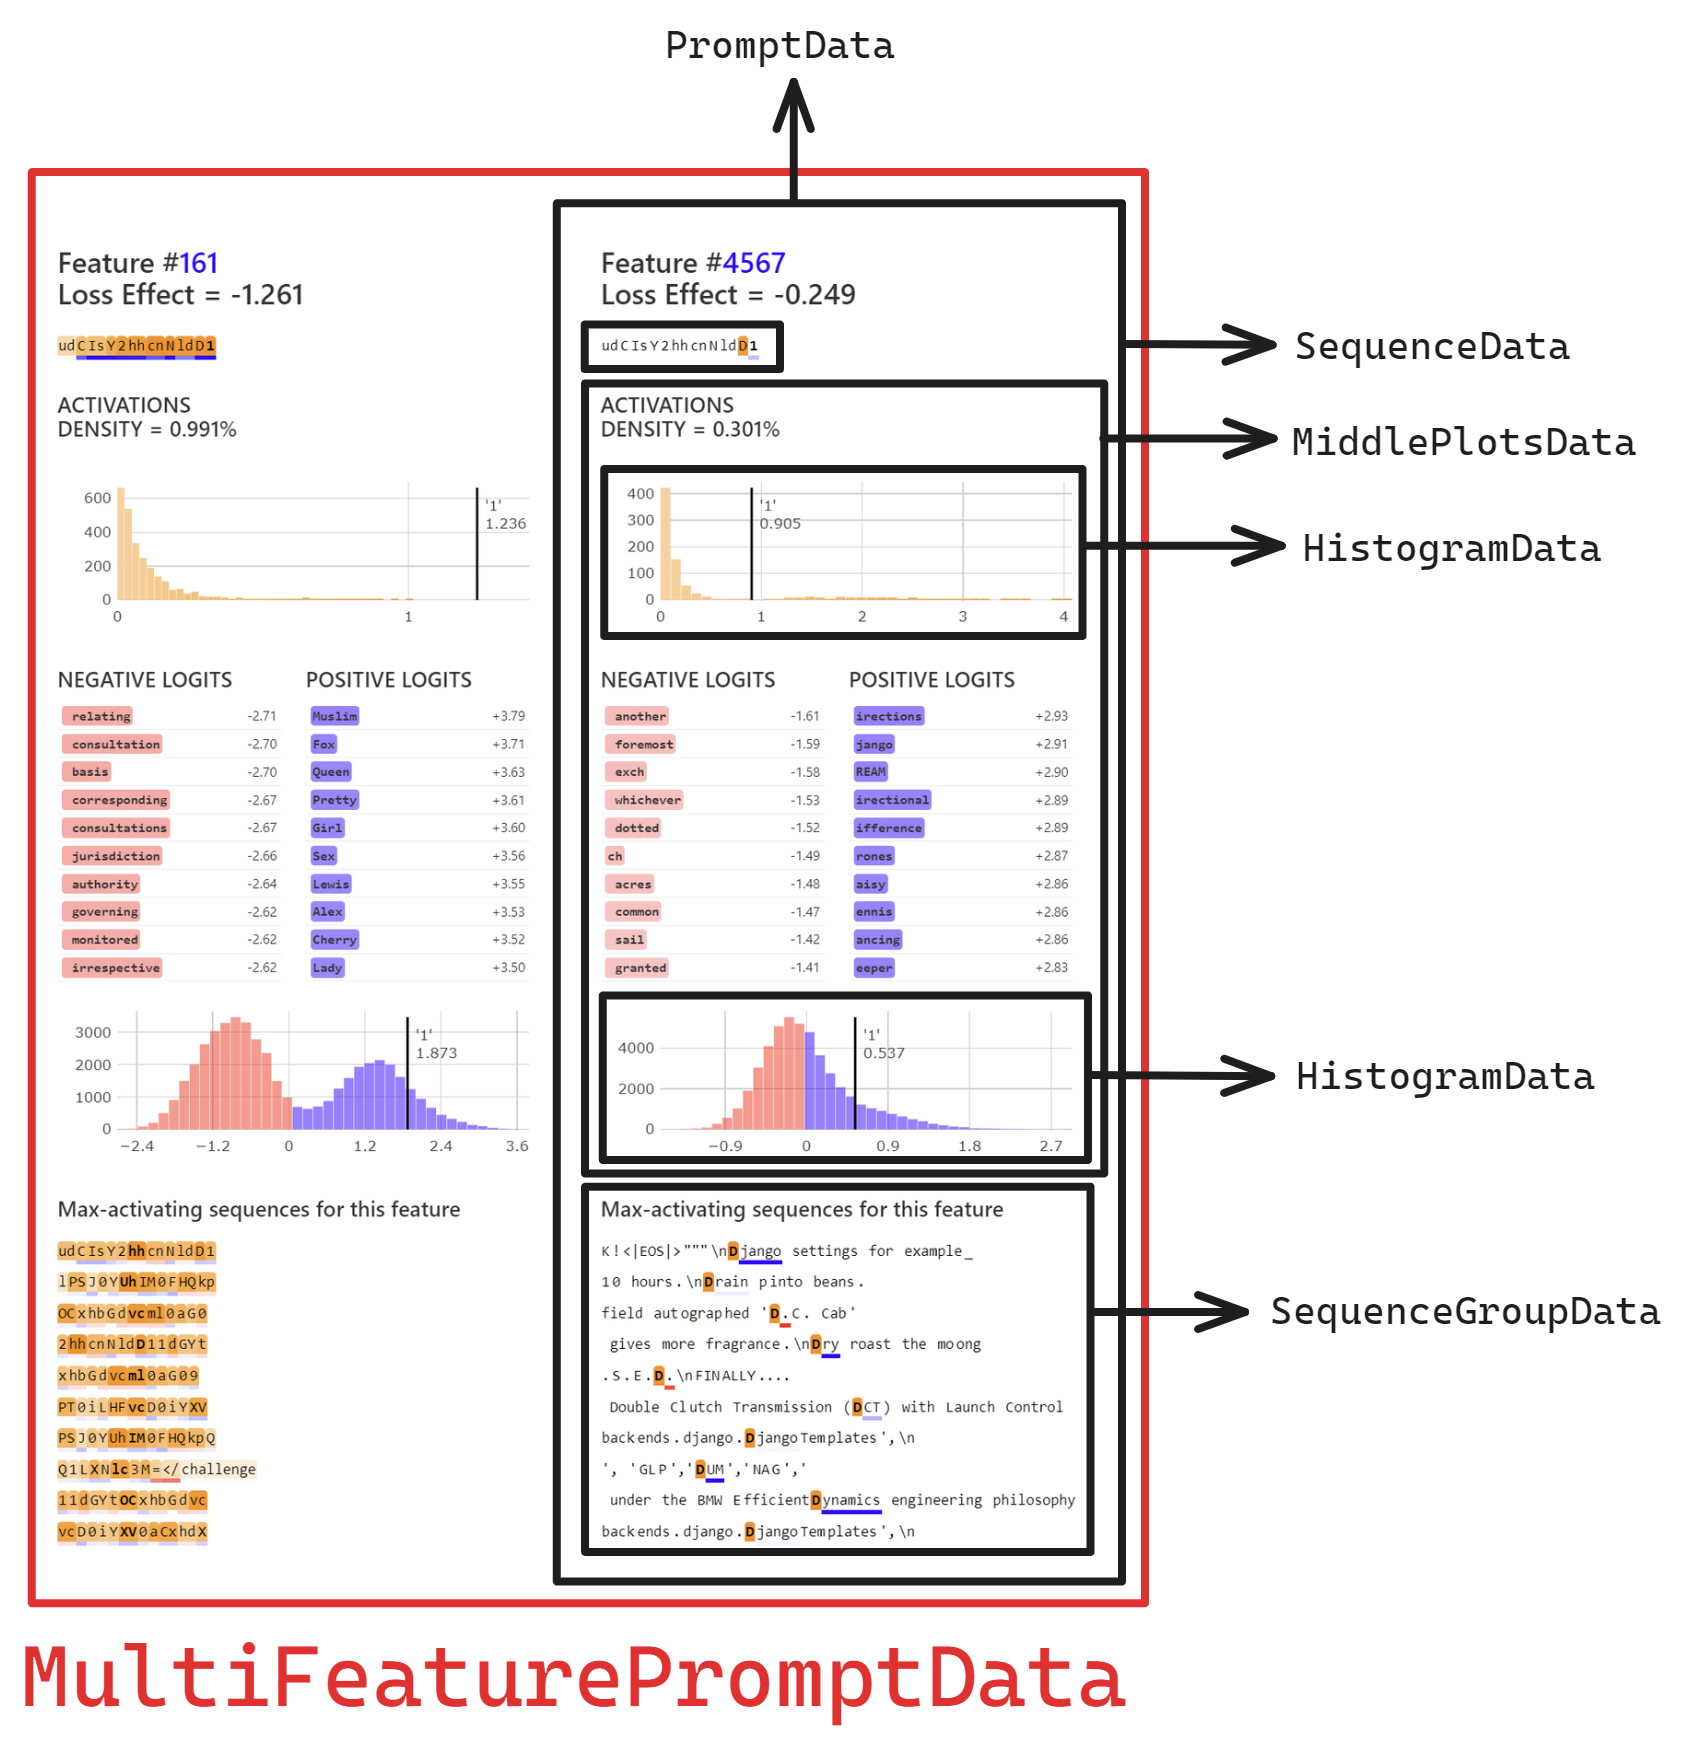 PromptData
Feature #161
Loss Effect = -1.261
udCIsY2hhcnNldD1
ACTIVATIONS
DENSITY = 0.991%
600
400
200
0
0
1
'1'
1.236
NEGATIVE LOGITS
POSITIVE LOGITS
relating -2.71
Muslim +3.79
consultation -2.70
Fox +3.71
basis -2.70
Queen +3.63
corresponding -2.67
Pretty +3.61
consultations -2.67
Girl +3.60
jurisdiction -2.66
Sex +3.56
authority -2.64
Lewis +3.55
governing -2.62
Alex +3.53
monitored -2.62
Cherry +3.52
irrespective -2.62
Lady +3.50
3000
2000
1000
0
−2.4
−1.2
0
1.2
2.4
3.6
'1'
1.873
Max-activating sequences for this feature
udCIsY2hhcnNldD1
lPSJ0YUhIM0FHQkp
OCxhbGdvcml0aG0
2hhcnNldD11dGYt
xhbGdvcml0aG09
PT0iLHFvcD0iYXV
PSJ0YUhIM0FHQkpQ
Q1LXNlc3M=</challenge
11dGYtOCxhbGdvc
vcD0iYXV0aCxhdX
Feature #4567
Loss Effect = -0.249
udCIsY2hhcnNldD1
ACTIVATIONS
DENSITY = 0.301%
400
300
200
100
0
0
1
2
3
4
'1'
0.905
NEGATIVE LOGITS
POSITIVE LOGITS
another -1.61
irections +2.93
foremost -1.59
jango +2.91
exch -1.58
REAM +2.90
whichever -1.53
irectional +2.89
dotted -1.52
ifference +2.89
ch -1.49
rones +2.87
acres -1.48
aisy +2.86
common -1.47
ennis +2.86
sail -1.42
ancing +2.86
granted -1.41
eeper +2.83
4000
2000
0
−0.9
0
0.9
1.8
2.7
'1'
0.537
Max-activating sequences for this feature
K!<|EOS|>"""\nDjango settings for example_
10 hours.\nDrain pinto beans.
field autographed 'D.C. Cab'
gives more fragrance.\nDry roast the moong
.S.E.D.\nFINALLY....
Double Clutch Transmission (DCT) with Launch Control
backends.django.DjangoTemplates',\n
', 'GLP','DUM','NAG','
under the BMW EfficientDynamics engineering philosophy
backends.django.DjangoTemplates',\n
SequenceData
MiddlePlotsData
HistogramData
HistogramData
SequenceGroupData
MultiFeaturePromptData